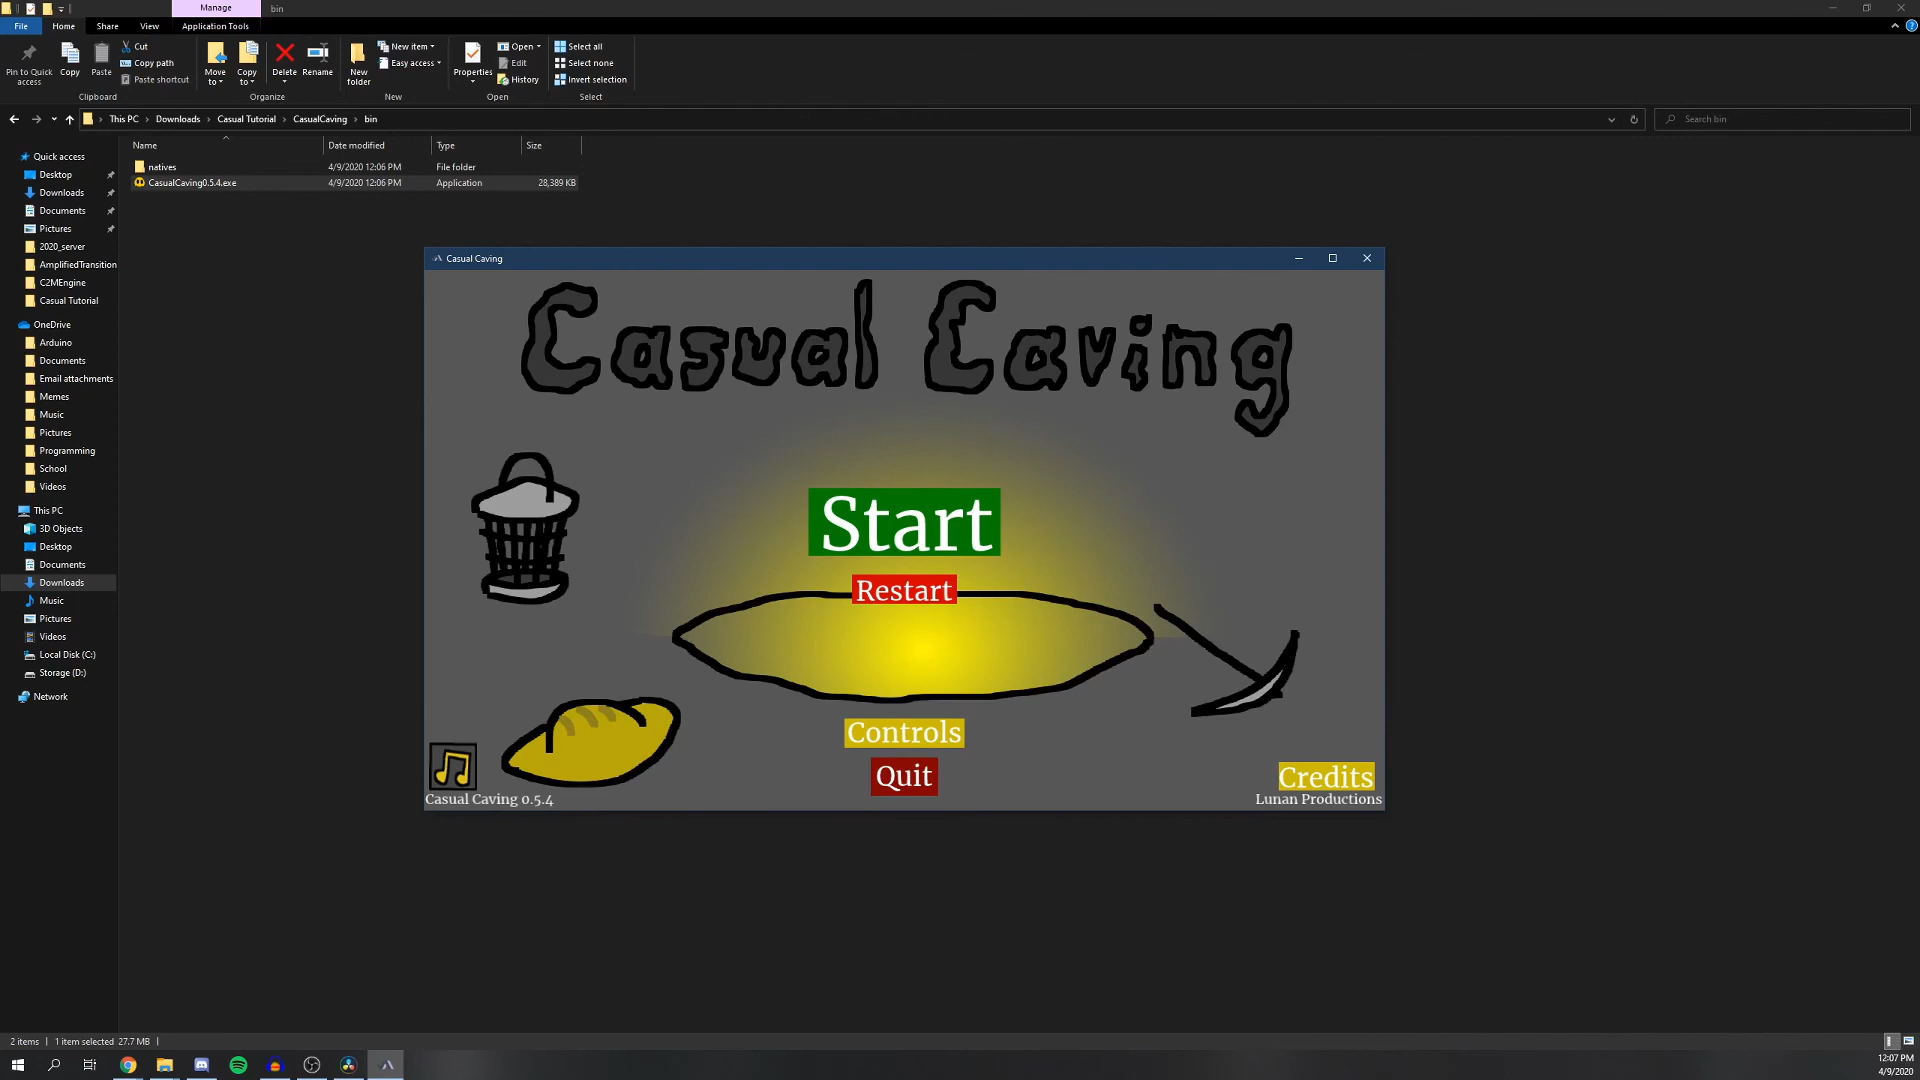 Manage
bin
File
Home
Share
View
Application Tools
Pin to Quick access
Copy
Paste
Cut
Copy path
Paste shortcut
Move to
Copy to
Delete
Rename
New folder
New item
Easy access
Properties
Open
Edit
History
Select all
Select none
Invert selection
Clipboard
Organize
New
Open
Select
This PC
Downloads
Casual Tutorial
CasualCaving
bin
Search bin
Name
Date modified
Type
Size
natives
4/9/2020 12:06 PM
File folder
CasualCaving0.5.4.exe
4/9/2020 12:06 PM
Application
28,389 KB
Quick access
Desktop
Downloads
Documents
Pictures
2020_server
AmplifiedTransition
C2MEngine
Casual Tutorial
OneDrive
Arduino
Documents
Email attachments
Memes
Music
Pictures
Programming
School
Videos
This PC
3D Objects
Desktop
Documents
Downloads
Music
Pictures
Videos
Local Disk (C:)
Storage (D:)
Network
Casual Caving
Casual Caving
Start
Restart
Controls
Quit
Credits
Casual Caving 0.5.4
Lunan Productions
2 items
1 item selected 27.7 MB
12:07 PM
4/9/2020